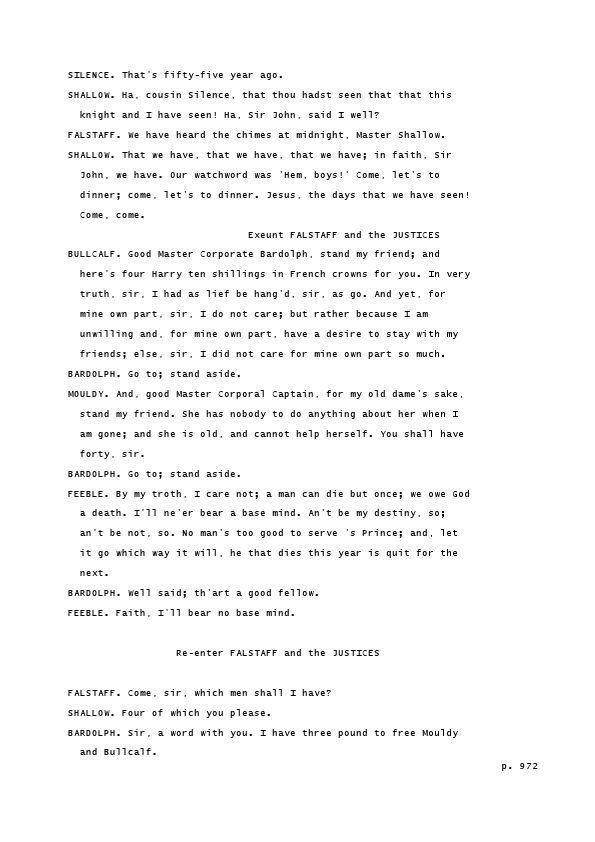 SILENCE. That's fifty-five year ago.
SHALLOW. Ha, cousin Silence, that thou hadst seen that that this
knight and I have seen! Ha, Sir John, said I well?
FALSTAFF. We have heard the chimes at midnight, Master Shallow.
SHALLOW. That we have, that we have, that we have; in faith, Sir
John, we have. Our watchword was 'Hem, boys!' Come, let's to
dinner; come, let's to dinner. Jesus, the days that we have seen!
Come, come.
Exeunt FALSTAFF and the JUSTICES
BULLCALF. Good Master Corporate Bardolph, stand my friend; and
here's four Harry ten shillings in French crowns for you. In very
truth, sir, I had as lief be hang'd, sir, as go. And yet, for
mine own part, sir, I do not care; but rather because I am
unwilling and, for mine own part, have a desire to stay with my
friends; else, sir, I did not care for mine own part so much.
BARDOLPH. Go to; stand aside.
MOULDY. And, good Master Corporal Captain, for my old dame's sake,
stand my friend. She has nobody to do anything about her when I
am gone; and she is old, and cannot help herself. You shall have
forty, sir.
BARDOLPH. Go to; stand aside.
FEEBLE. By my troth, I care not; a man can die but once; we owe God
a death. I'll ne'er bear a base mind. An't be my destiny, so;
an't be not, so. No man's too good to serve 's Prince; and, let
it go which way it will, he that dies this year is quit for the
next.
BARDOLPH. Well said; th'art a good fellow.
FEEBLE. Faith, I'll bear no base mind.
Re-enter FALSTAFF and the JUSTICES
FALSTAFF. Come, sir, which men shall I have?
SHALLOW. Four of which you please.
BARDOLPH. Sir, a word with you. I have three pound to free Mouldy
and Bullcalf.
p. 972